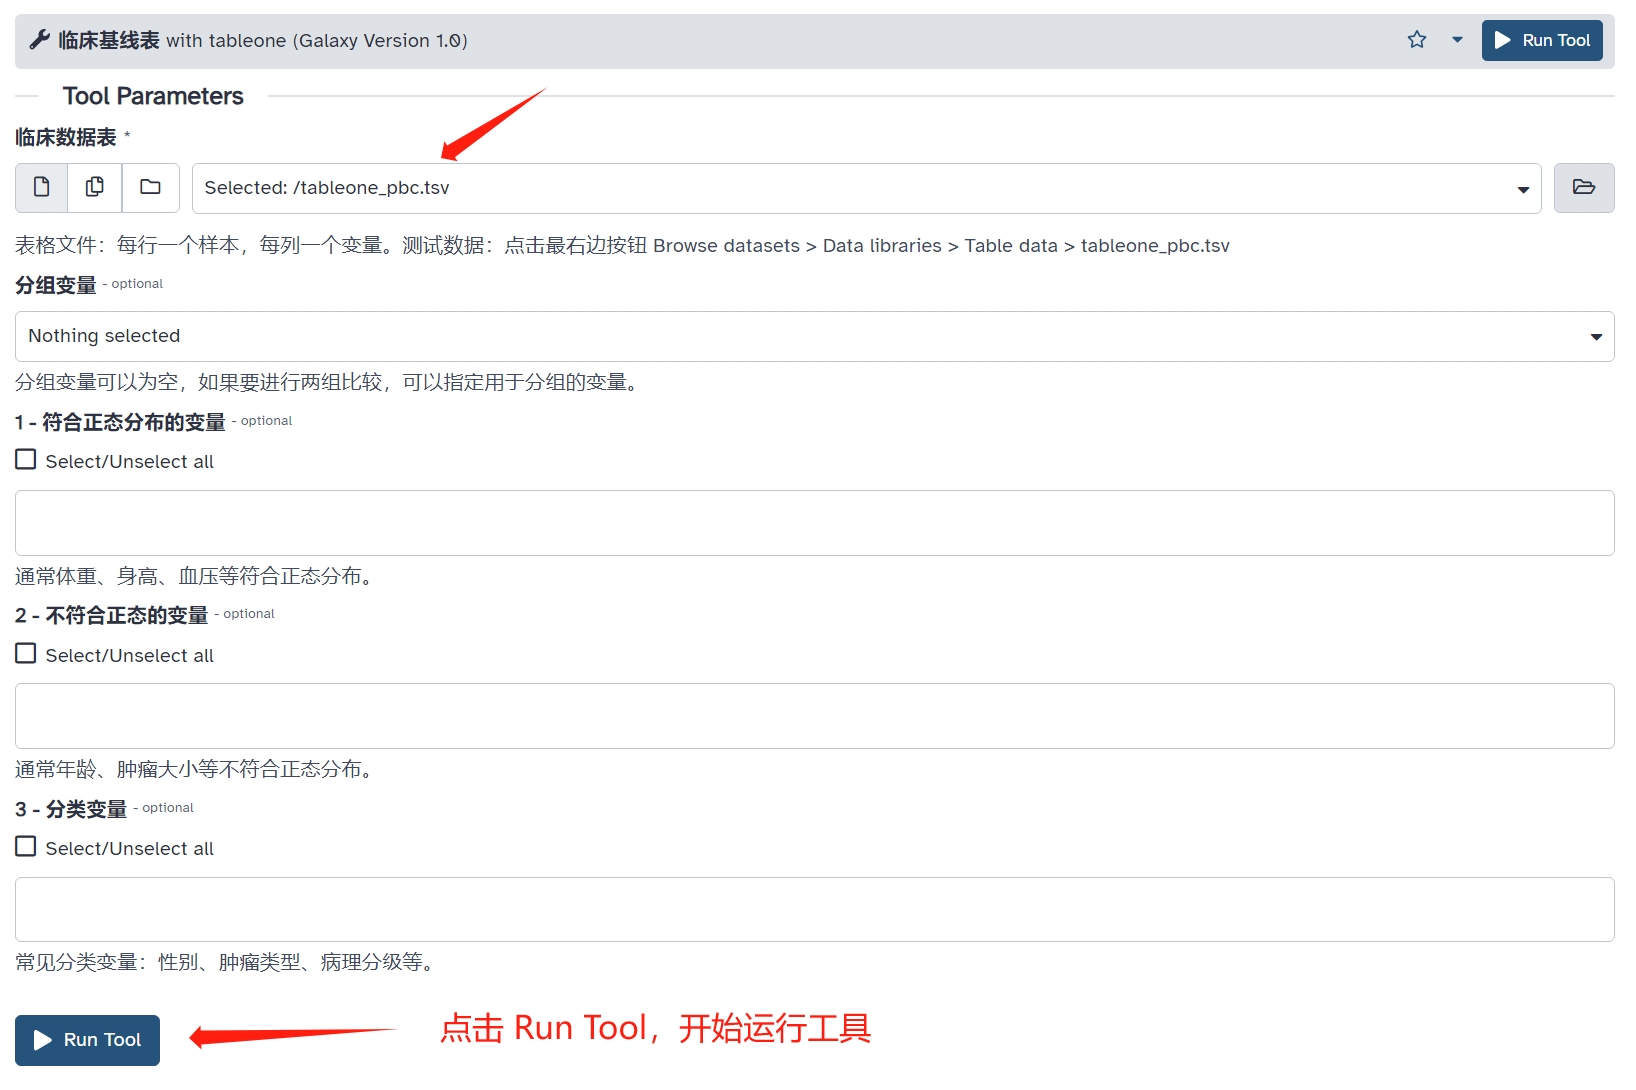 临床基线表 with tableone (Galaxy Version 1.0)
Run Tool
Tool Parameters
临床数据表 *
Selected: /tableone_pbc.tsv
表格文件：每行一个样本，每列一个变量。测试数据：点击最右边按钮 Browse datasets > Data libraries > Table data > tableone_pbc.tsv
分组变量 - optional
Nothing selected
分组变量可以为空，如果要进行两组比较，可以指定用于分组的变量。
1 - 符合正态分布的变量 - optional
Select/Unselect all
通常体重、身高、血压等符合正态分布。
2 - 不符合正态的变量 - optional
Select/Unselect all
通常年龄、肿瘤大小等不符合正态分布。
3 - 分类变量 - optional
Select/Unselect all
常见分类变量：性别、肿瘤类型、病理分级等。
Run Tool
点击 Run Tool，开始运行工具